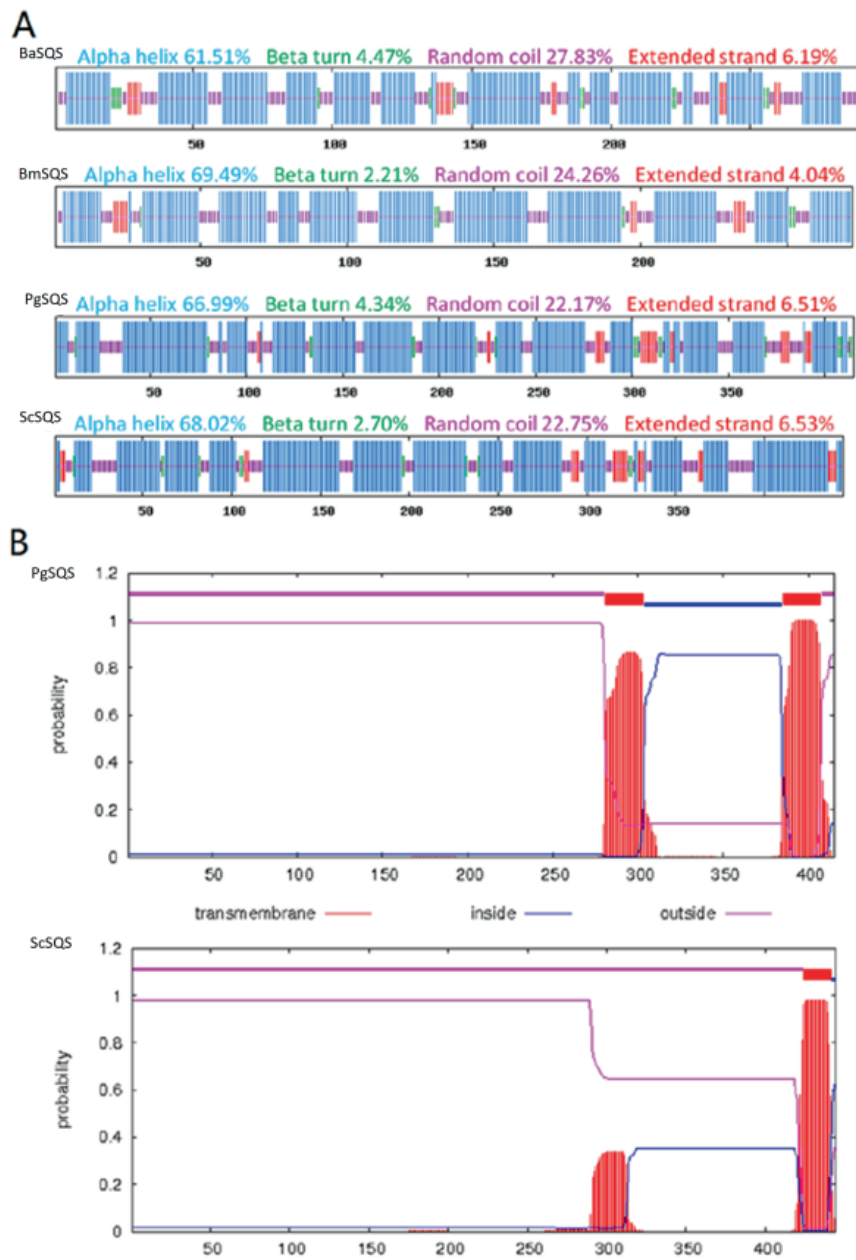 A
BaSQS Alpha helix 61.51% Beta turn 4.47% Random coil 27.83% Extended strand 6.19%
50 100 150 200
BmSQS Alpha helix 69.49% Beta turn 2.21% Random coil 24.26% Extended strand 4.04%
50 100 150 200
PgSQS Alpha helix 66.99% Beta turn 4.34% Random coil 22.17% Extended strand 6.51%
50 100 150 200 250 300 350
ScSQS Alpha helix 68.02% Beta turn 2.70% Random coil 22.75% Extended strand 6.53%
50 100 150 200 250 300 350
B
PgSQS
1.2
1
0.8
0.6
0.4
0.2
0
probability
50 100 150 200 250 300 350 400
transmembrane inside outside
ScSQS
1.2
1
0.8
0.6
0.4
0.2
0
probability
50 100 150 200 250 300 350 400